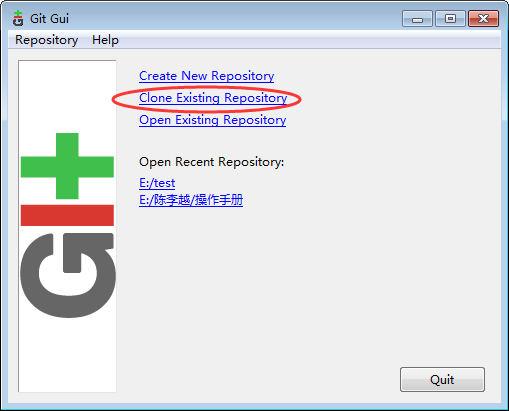 Git Gui
Repository Help
Create New Repository
Clone Existing Repository
Open Existing Repository
Open Recent Repository:
E:/test
E:/陈李越/操作手册
GIt
Quit